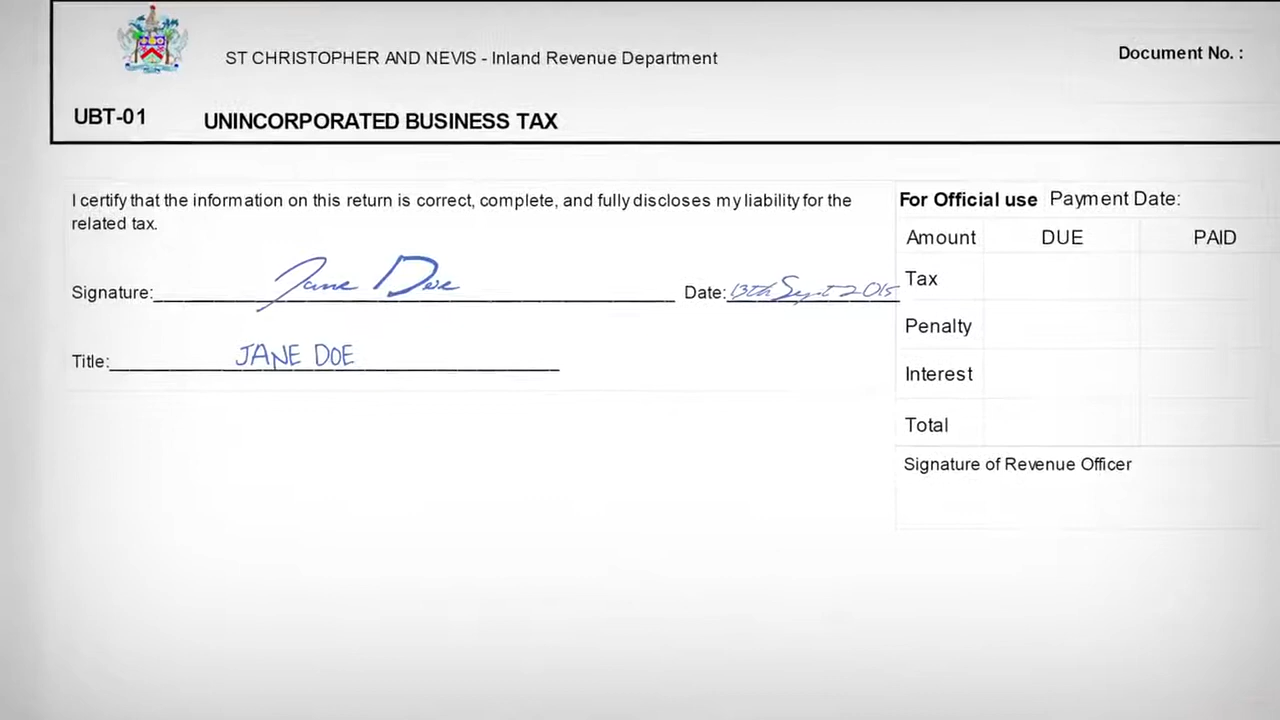 ST CHRISTOPHER AND NEVIS - Inland Revenue Department
Document No. :
UBT-01 UNINCORPORATED BUSINESS TAX
I certify that the information on this return is correct, complete, and fully discloses my liability for the
related tax.
Signature: Jane Doe Date: 13th Sept 2015
Title: JANE DOE
For Official use Payment Date:
Amount DUE PAID
Tax
Penalty
Interest
Total
Signature of Revenue Officer